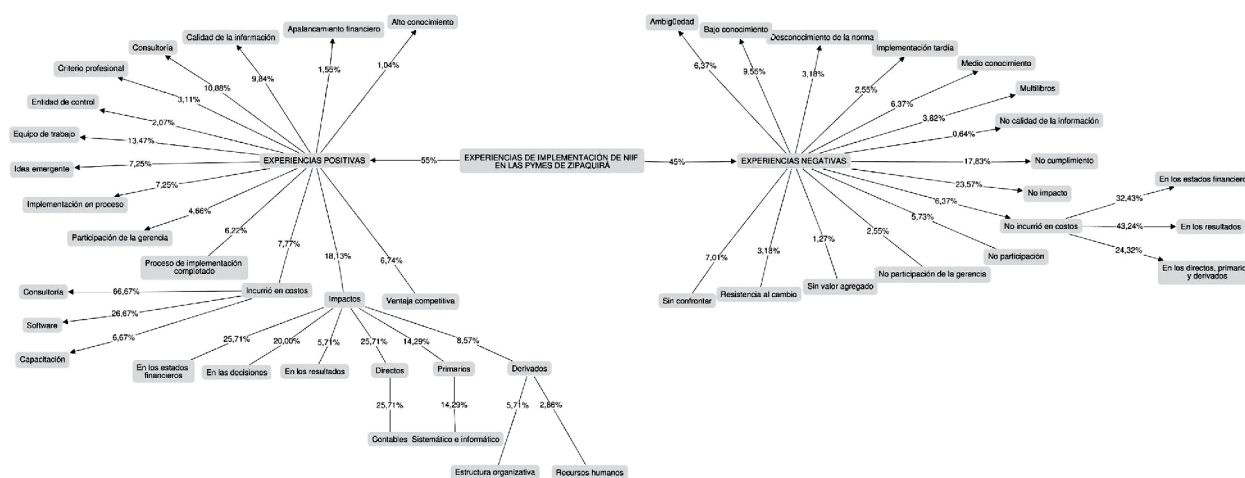 Ambigüedad
Alto conocimiento
Apalancamiento financiero
Bajo conocimiento
Calidad de la información
Desconocimiento de la norma
Consultoría
Implementación tardía
Criterio profesional
Medio conocimiento
6,37%
1,04%
1,55%
9,84%
9,55%
3,18%
2,55%
10,88%
3,11%
6,37%
Multilibros
Entidad de control
2,07%
3,82%
No calidad de la información
0,64%
Equipo de trabajo
13,47%
EXPERIENCIAS POSITIVAS
55%
EXPERIENCIAS DE IMPLEMENTACIÓN DE NIIF
EN LAS PYMES DE ZIPAQUIRÁ
45%
EXPERIENCIAS NEGATIVAS
17,83%
No cumplimiento
Idea emergente
7,25%
En los estados financieros
23,57%
No impacto
32,43%
7,25%
Implementación en proceso
6,37%
4,66%
5,73%
No incurrió en costos
43,24%
En los resultados
Participación de la gerencia
6,22%
7,77%
18,13%
6,74%
7,01%
3,18%
1,27%
2,55%
No participación
24,32%
Proceso de implementación
completado
En los directos, primarios
y derivados
No participación de la gerencia
Sin valor agregado
Resistencia al cambio
Sin confrontar
Consultoría
66,67%
Incurrió en costos
Impactos
Ventaja competitiva
Software
26,67%
Capacitación
6,67%
25,71%
20,00%
5,71%
25,71%
14,29%
8,57%
En los estados
financieros
En las decisiones
En los resultados
Directos
Primarios
Derivados
25,71%
14,29%
5,71%
2,86%
Contables
Sistemático e informático
Estructura organizativa
Recursos humanos